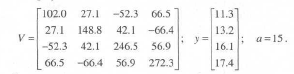 V = [102.0 27.1 −52.3 66.5
27.1 148.8 42.1 −66.4
−52.3 42.1 246.5 56.9
66.5 −66.4 56.9 272.3]; y = [11.3
13.2
16.1
17.4]; a=15.